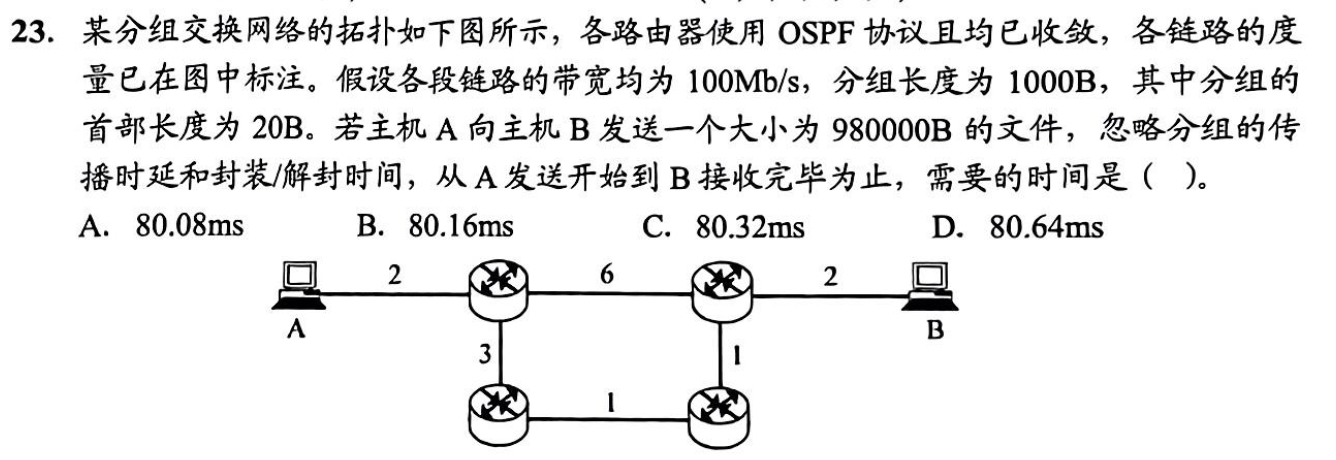 23. 某分组交换网络的拓扑如下图所示，各路由器使用 OSPF 协议且均已收敛，各链路的度
量已在图中标注。假设各段链路的带宽均为 100Mb/s，分组长度为 1000B，其中分组的
首部长度为 20B。若主机 A 向主机 B 发送一个大小为 980000B 的文件，忽略分组的传
播时延和封装/解封时间，从 A 发送开始到 B 接收完毕为止，需要的时间是（ ）。
A. 80.08ms B. 80.16ms C. 80.32ms D. 80.64ms
2 6 2
A B
3 1
1